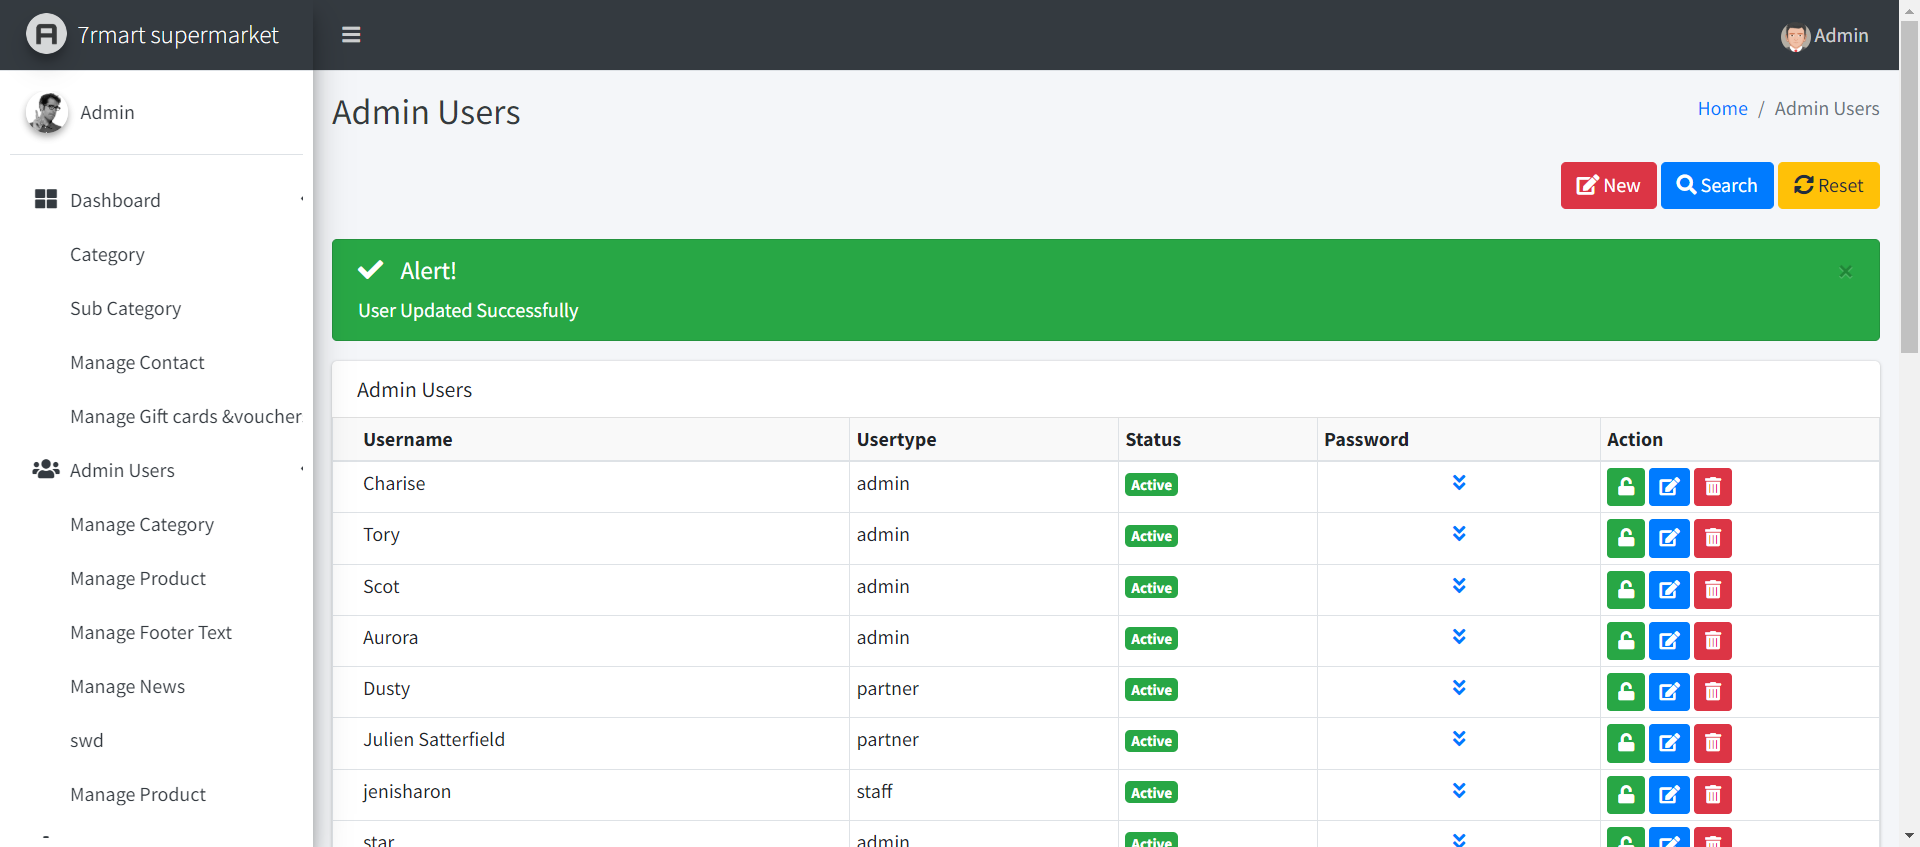 7rmart supermarket
Admin
Admin
Admin Users
Home / Admin Users
New
Search
Reset
Alert!
×
User Updated Successfully
Dashboard
Category
Sub Category
Manage Contact
Manage Gift cards &voucher
Admin Users
Manage Category
Manage Product
Manage Footer Text
Manage News
swd
Manage Product
Admin Users
Username Usertype Status Password Action
Charise admin Active
Tory admin Active
Scot admin Active
Aurora admin Active
Dusty partner Active
Julien Satterfield partner Active
jenisharon staff Active
star admin Active